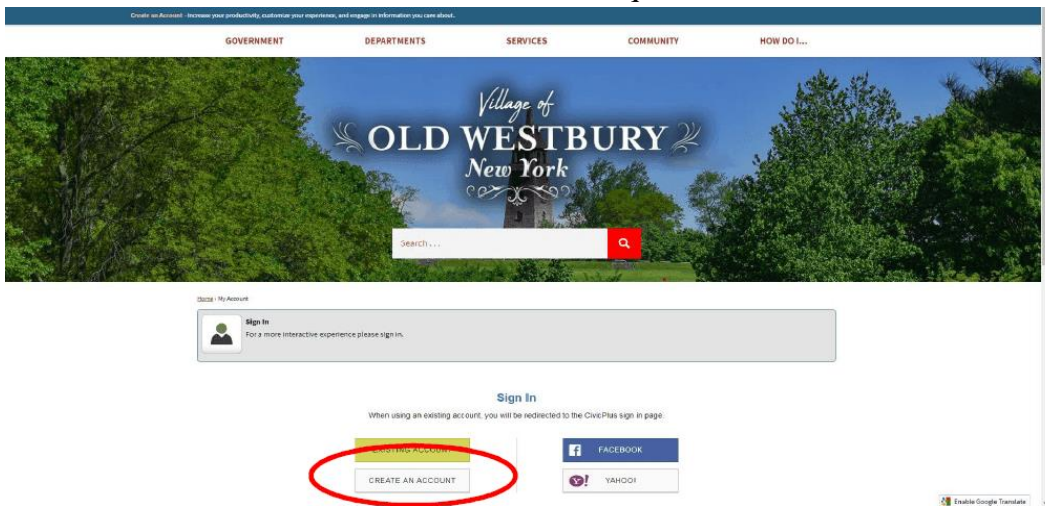 Create an Account - Increase your productivity, customize your experience, and engage in information you care about.
GOVERNMENT DEPARTMENTS SERVICES COMMUNITY HOW DO I...
Village of
OLD WESTBURY
New York
Search . . .
Home › My Account
Sign In
For a more interactive experience please sign in.
Sign In
When using an existing account, you will be redirected to the CivicPlus sign in page.
EXISTING ACCOUNT FACEBOOK
CREATE AN ACCOUNT YAHOO!
Enable Google Translate